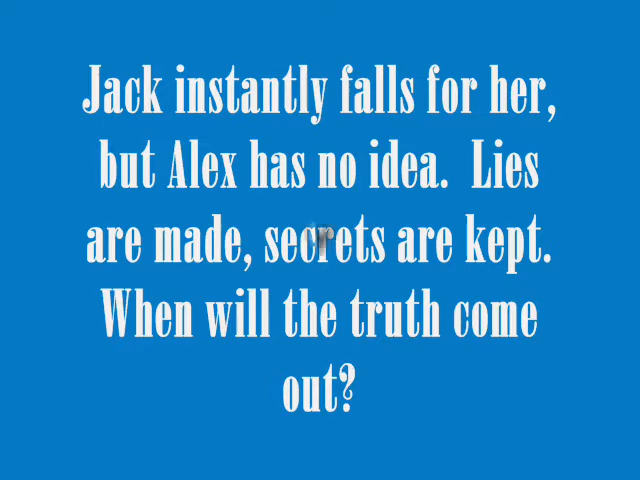 Jack instantly falls for her,
but Alex has no idea.  Lies
are made, secrets are kept.
When will the truth come
out?